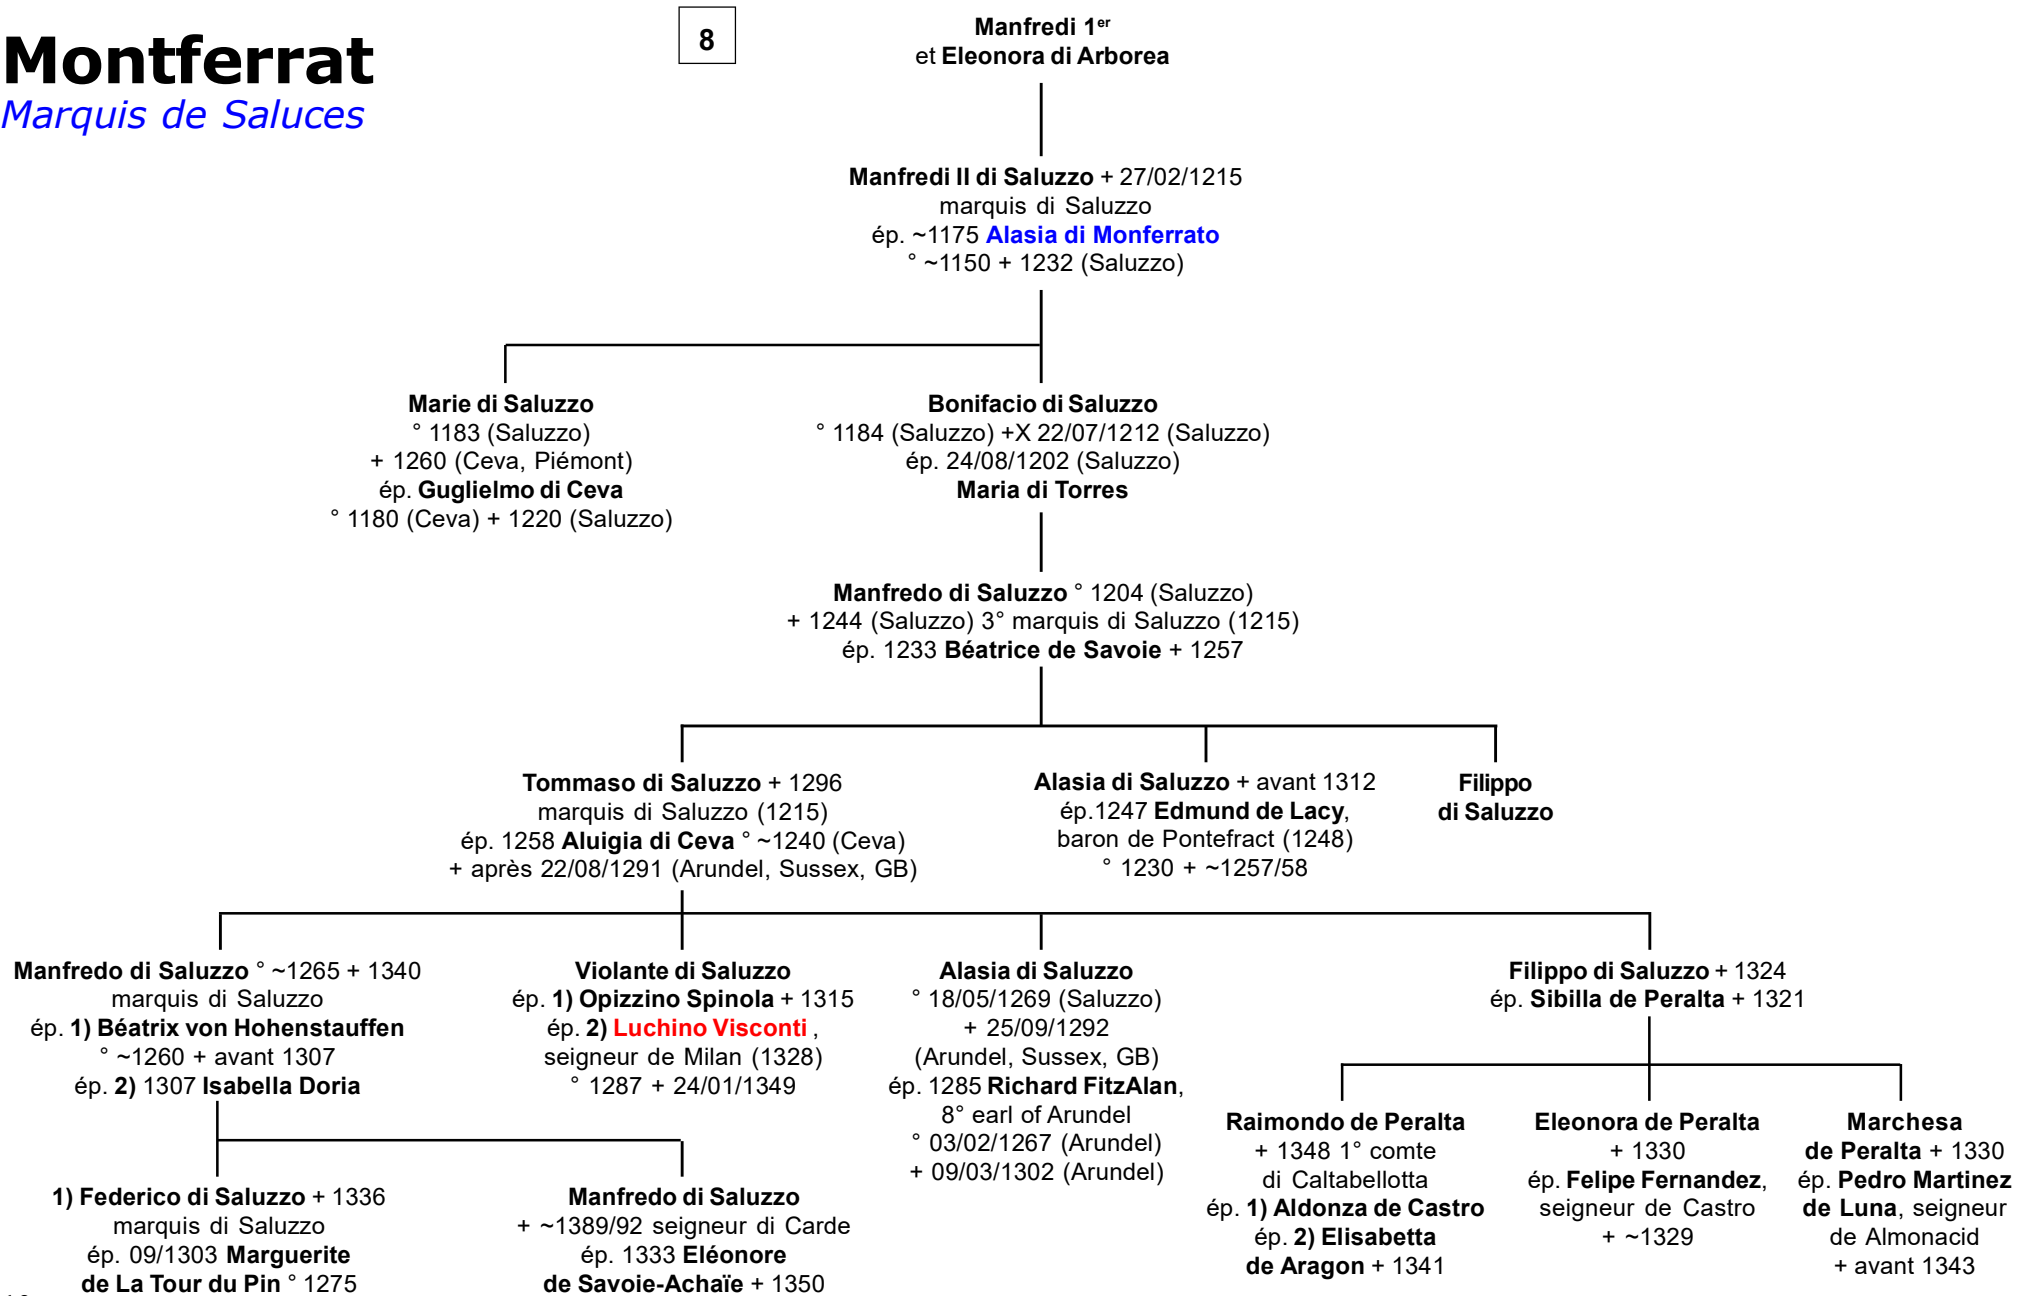 Montferrat
Marquis de Saluces
8
Manfredi 1er
et Eleonora di Arborea
Manfredi II di Saluzzo + 27/02/1215
marquis di Saluzzo
ép. ~1175 Alasia di Monferrato
° ~1150 + 1232 (Saluzzo)
Marie di Saluzzo
° 1183 (Saluzzo)
+ 1260 (Ceva, Piémont)
ép. Guglielmo di Ceva
° 1180 (Ceva) + 1220 (Saluzzo)
Bonifacio di Saluzzo
° 1184 (Saluzzo) +X 22/07/1212 (Saluzzo)
ép. 24/08/1202 (Saluzzo)
Maria di Torres
Manfredo di Saluzzo ° 1204 (Saluzzo)
+ 1244 (Saluzzo) 3° marquis di Saluzzo (1215)
ép. 1233 Béatrice de Savoie + 1257
Tommaso di Saluzzo + 1296
marquis di Saluzzo (1215)
ép. 1258 Aluigia di Ceva ° ~1240 (Ceva)
+ après 22/08/1291 (Arundel, Sussex, GB)
Alasia di Saluzzo + avant 1312
ép.1247 Edmund de Lacy,
baron de Pontefract (1248)
° 1230 + ~1257/58
Filippo
di Saluzzo
Manfredo di Saluzzo ° ~1265 + 1340
marquis di Saluzzo
ép. 1) Béatrix von Hohenstauffen
° ~1260 + avant 1307
ép. 2) 1307 Isabella Doria
Violante di Saluzzo
ép. 1) Opizzino Spinola + 1315
ép. 2) Luchino Visconti ,
seigneur de Milan (1328)
° 1287 + 24/01/1349
Alasia di Saluzzo
° 18/05/1269 (Saluzzo)
+ 25/09/1292
(Arundel, Sussex, GB)
ép. 1285 Richard FitzAlan,
8° earl of Arundel
° 03/02/1267 (Arundel)
+ 09/03/1302 (Arundel)
Filippo di Saluzzo + 1324
ép. Sibilla de Peralta + 1321
Raimondo de Peralta
+ 1348 1° comte
di Caltabellotta
ép. 1) Aldonza de Castro
ép. 2) Elisabetta
de Aragon + 1341
Eleonora de Peralta
+ 1330
ép. Felipe Fernandez,
seigneur de Castro
+ ~1329
Marchesa
de Peralta + 1330
ép. Pedro Martinez
de Luna, seigneur
de Almonacid
+ avant 1343
1) Federico di Saluzzo + 1336
marquis di Saluzzo
ép. 09/1303 Marguerite
de La Tour du Pin ° 1275
Manfredo di Saluzzo
+ ~1389/92 seigneur di Carde
ép. 1333 Eléonore
de Savoie-Achaïe + 1350